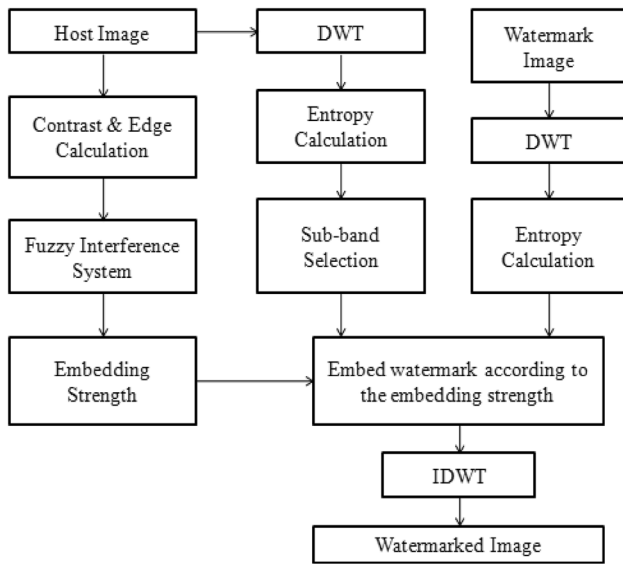 Host Image
DWT
Watermark
Image
Contrast & Edge
Calculation
Entropy
Calculation
DWT
Fuzzy Interference
System
Sub-band
Selection
Entropy
Calculation
Embedding
Strength
Embed watermark according to
the embedding strength
IDWT
Watermarked Image